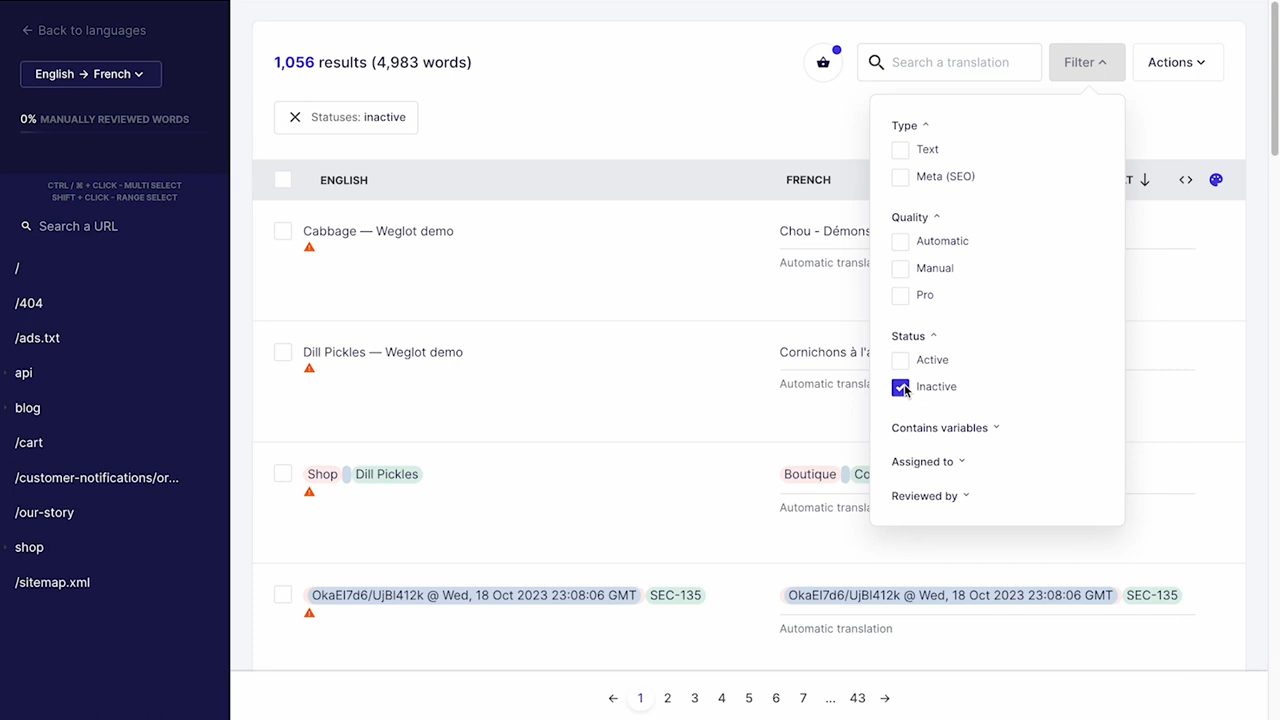 Back to languages
English → French
0% MANUALLY REVIEWED WORDS
CTRL / ⌘ + CLICK - MULTI SELECT
SHIFT + CLICK - RANGE SELECT
Search a URL
/
/404
/ads.txt
api
blog
/cart
/customer-notifications/or...
/our-story
shop
/sitemap.xml
1,056 results (4,983 words)
Search a translation
Filter
Actions
Statuses: inactive
ENGLISH
FRENCH
T
Cabbage — Weglot demo
Chou - Démons
Automatic transla
Dill Pickles — Weglot demo
Cornichons à l'a
Automatic transla
Shop Dill Pickles
Boutique Co
Automatic transla
OkaEI7d6/UjBl412k @ Wed, 18 Oct 2023 23:08:06 GMT SEC-135
OkaEI7d6/UjBl412k @ Wed, 18 Oct 2023 23:08:06 GMT SEC-135
Automatic translation
Type
Text
Meta (SEO)
Quality
Automatic
Manual
Pro
Status
Active
Inactive
Contains variables
Assigned to
Reviewed by
← 1 2 3 4 5 6 7 ... 43 →